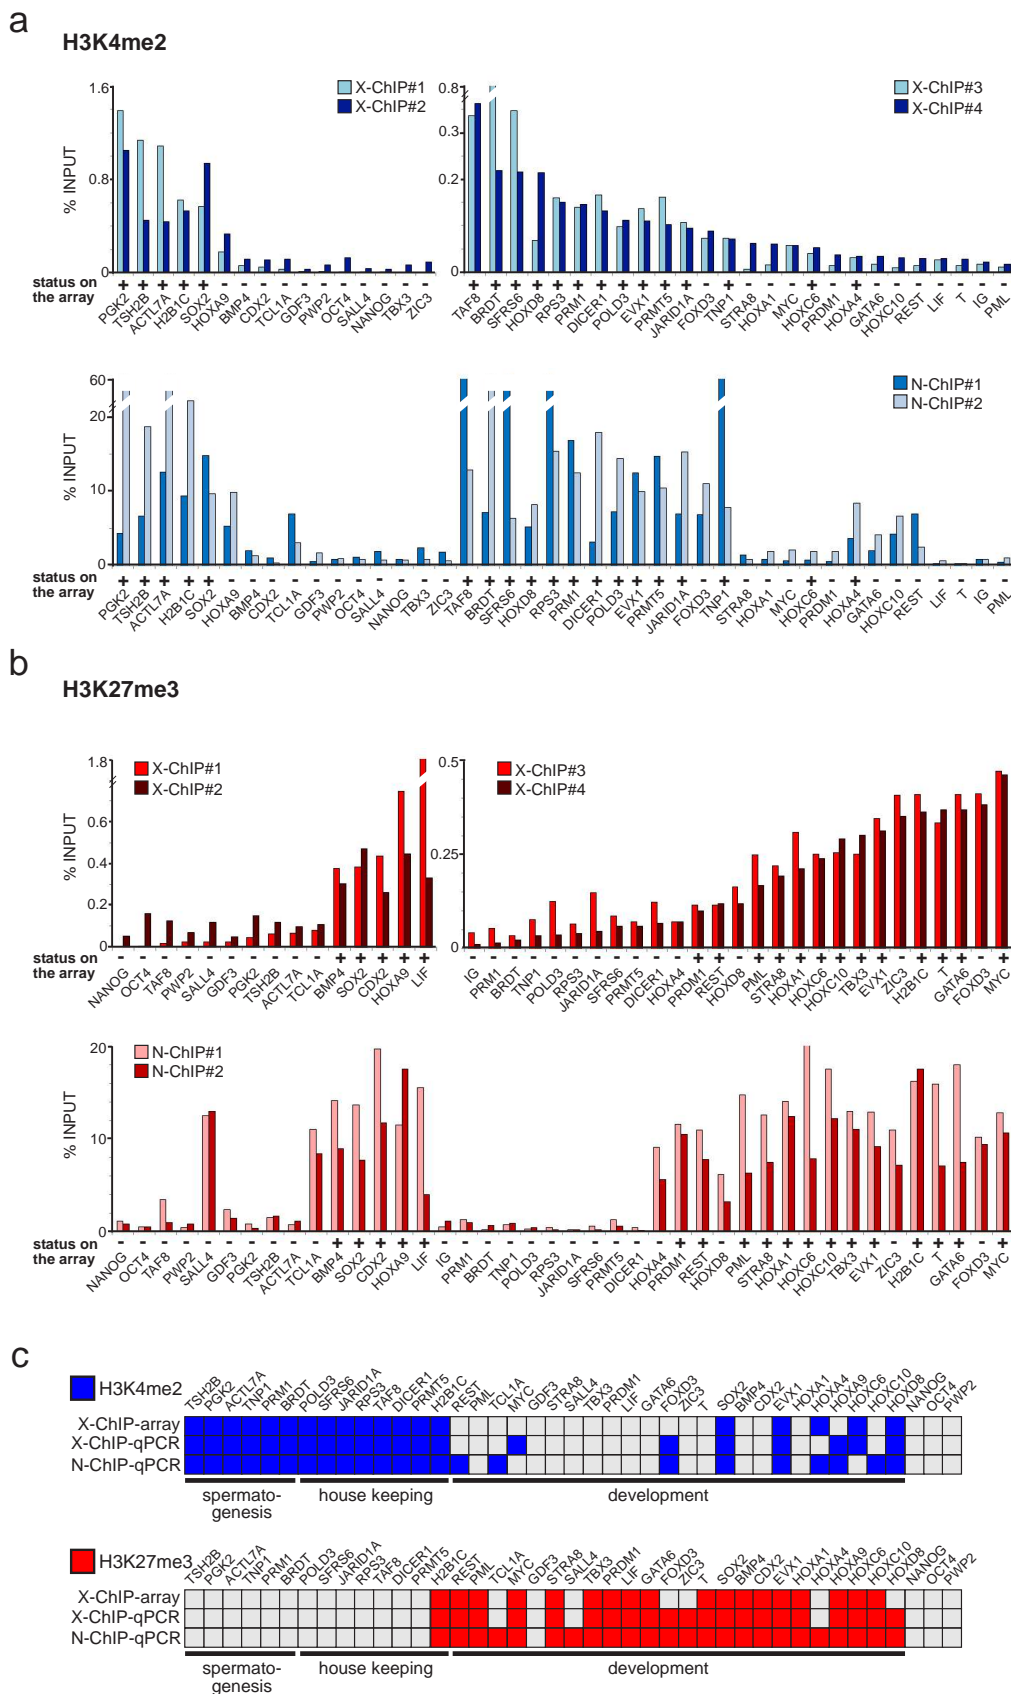 a
H3K4me2
1.6
0.8
0
% INPUT
X-ChIP#1
X-ChIP#2
0.8
0.3
0
X-ChIP#3
X-ChIP#4
status on the array
+ + + + + - - - - - - - - - - -
+ + + + + + + + + + + - + - - - + - + - - - - - - -
PGK2 TSH2B ACTL7A H2B1C SOX2 HOXA9 BMP4 CDX2 TCL1A GDF3 PWP2 OCT4 SALL4 NANOG TBX3 ZIC3
TAF8 BRDT SFRS6 HOXD8 RPS3 PRM1 DICER1 POLD3 EVX1 PRMT5 JARID1A FOXD3 TNP1 STRA8 HOXA1 MYC HOXC6 PRDM1 HOXA4 GATA6 HOXC10 REST LIF T IG PML
60
20
10
0
% INPUT
N-ChIP#1
N-ChIP#2
status on the array
+ + + + + - - - - - - - - - - - + + + + + + + + + + + - + - - - + - + - - - - - - -
PGK2 TSH2B ACTL7A H2B1C SOX2 HOXA9 BMP4 CDX2 TCL1A GDF3 PWP2 OCT4 SALL4 NANOG TBX3 ZIC3 TAF8 BRDT SFRS6 HOXD8 RPS3 PRM1 DICER1 POLD3 EVX1 PRMT5 JARID1A FOXD3 TNP1 STRA8 HOXA1 MYC HOXC6 PRDM1 HOXA4 GATA6 HOXC10 REST LIF T IG PML
b
H3K27me3
1.8
0.6
0.4
0.2
0
% INPUT
X-ChIP#1
X-ChIP#2
0.5
0.25
0
X-ChIP#3
X-ChIP#4
status on the array
- - - - - - - - - - + + + + +
- - - - - - - - - - + + - + + + + + + + - + + + - +
NANOG OCT4 TAF8 PWP2 SALL4 GDF3 PGK2 TSH2B ACTL7A TCL1A BMP4 SOX2 CDX2 HOXA9 LIF
IG PRM1 BRDT TNP1 POLD3 RPS3 JARID1A SFRS6 PRMT5 DICER1 HOXA4 PRDM1 REST HOXD8 PML STRA8 HOXA1 HOXC6 HOXC10 TBX3 EVX1 ZIC3 H2B1C T GATA6 FOXD3 MYC
20
10
0
% INPUT
N-ChIP#1
N-ChIP#2
status on the array
- - - - - - - - - - + + + + + - - - - - - - - - - + + - + + + + + + + - + + + - +
NANOG OCT4 TAF8 PWP2 SALL4 GDF3 PGK2 TSH2B ACTL7A TCL1A BMP4 SOX2 CDX2 HOXA9 LIF IG PRM1 BRDT TNP1 POLD3 RPS3 JARID1A SFRS6 PRMT5 DICER1 HOXA4 PRDM1 REST HOXD8 PML STRA8 HOXA1 HOXC6 HOXC10 TBX3 EVX1 ZIC3 H2B1C T GATA6 FOXD3 MYC
c
H3K4me2
TSH2B PGK2 ACTL7A TNP1 PRM1 BRDT POLD3 SFRS6 JARID1A RPS3 TAF8 DICER1 PRMT5 H2B1C REST PML TCL1A MYC GDF3 STRA8 SALL4 TBX3 PRDM1 LIF GATA6 FOXD3 ZIC3 T SOX2 BMP4 CDX2 EVX1 HOXA1 HOXA4 HOXA9 HOXC6 HOXC10 HOXD8 NANOG OCT4 PWP2
X-ChIP-array
X-ChIP-qPCR
N-ChIP-qPCR
spermato-
genesis
house keeping
development
H3K27me3
TSH2B PGK2 ACTL7A TNP1 PRM1 BRDT POLD3 SFRS6 JARID1A RPS3 TAF8 DICER1 PRMT5 H2B1C REST PML TCL1A MYC GDF3 STRA8 SALL4 TBX3 PRDM1 LIF GATA6 FOXD3 ZIC3 T SOX2 BMP4 CDX2 EVX1 HOXA1 HOXA4 HOXA9 HOXC6 HOXC10 HOXD8 NANOG OCT4 PWP2
X-ChIP-array
X-ChIP-qPCR
N-ChIP-qPCR
spermato-
genesis
house keeping
development